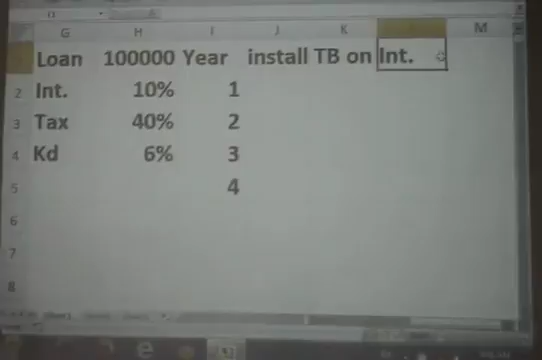 G H I J K M
Loan 100000 Year install TB on Int.
2 Int. 10% 1
3 Tax 40% 2
4 Kd 6% 3
5 4
6
7
8